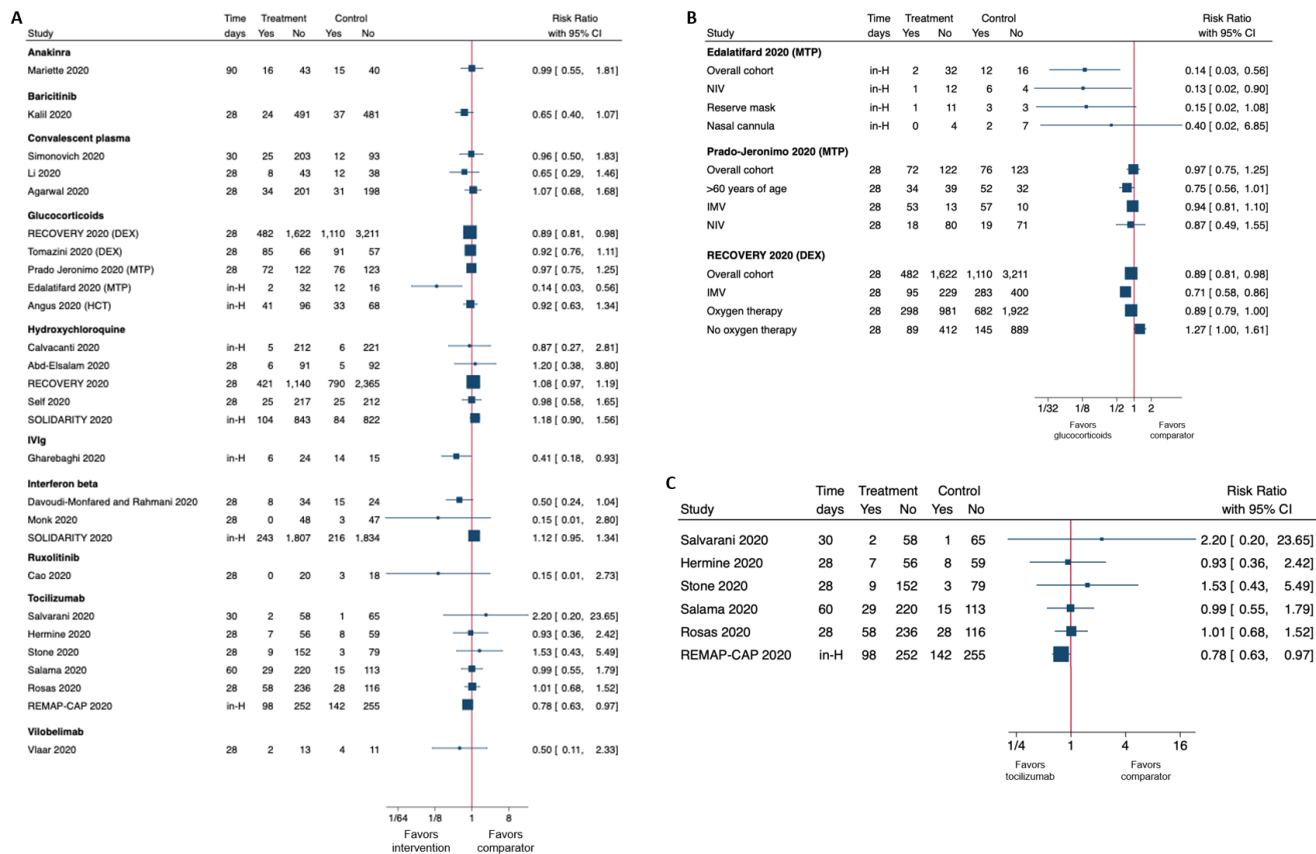 A
Time Treatment Control Risk Ratio
Study days Yes No Yes No with 95% CI
Anakinra
Mariette 2020 90 16 43 15 40 0.99 [ 0.55, 1.81]
Baricitinib
Kalil 2020 28 24 491 37 481 0.65 [ 0.40, 1.07]
Convalescent plasma
Simonovich 2020 30 25 203 12 93 0.96 [ 0.50, 1.83]
Li 2020 28 8 43 12 38 0.65 [ 0.29, 1.46]
Agarwal 2020 28 34 201 31 198 1.07 [ 0.68, 1.68]
Glucocorticoids
RECOVERY 2020 (DEX) 28 482 1,622 1,110 3,211 0.89 [ 0.81, 0.98]
Tomazini 2020 (DEX) 28 85 66 91 57 0.92 [ 0.76, 1.11]
Prado Jeronimo 2020 (MTP) 28 72 122 76 123 0.97 [ 0.75, 1.25]
Edalatifard 2020 (MTP) in-H 2 32 12 16 0.14 [ 0.03, 0.56]
Angus 2020 (HCT) in-H 41 96 33 68 0.92 [ 0.63, 1.34]
Hydroxychloroquine
Calvacanti 2020 in-H 5 212 6 221 0.87 [ 0.27, 2.81]
Abd-Elsalam 2020 28 6 91 5 92 1.20 [ 0.38, 3.80]
RECOVERY 2020 28 421 1,140 790 2,365 1.08 [ 0.97, 1.19]
Self 2020 28 25 217 25 212 0.98 [ 0.58, 1.65]
SOLIDARITY 2020 in-H 104 843 84 822 1.18 [ 0.90, 1.56]
IVIg
Gharebaghi 2020 in-H 6 24 14 15 0.41 [ 0.18, 0.93]
Interferon beta
Davoudi-Monfared and Rahmani 2020 28 8 34 15 24 0.50 [ 0.24, 1.04]
Monk 2020 28 0 48 3 47 0.15 [ 0.01, 2.80]
SOLIDARITY 2020 in-H 243 1,807 216 1,834 1.12 [ 0.95, 1.34]
Ruxolitinib
Cao 2020 28 0 20 3 18 0.15 [ 0.01, 2.73]
Tocilizumab
Salvarani 2020 30 2 58 1 65 2.20 [ 0.20, 23.65]
Hermine 2020 28 7 56 8 59 0.93 [ 0.36, 2.42]
Stone 2020 28 9 152 3 79 1.53 [ 0.43, 5.49]
Salama 2020 60 29 220 15 113 0.99 [ 0.55, 1.79]
Rosas 2020 28 58 236 28 116 1.01 [ 0.68, 1.52]
REMAP-CAP 2020 in-H 98 252 142 255 0.78 [ 0.63, 0.97]
Vilobelimab
Vlaar 2020 28 2 13 4 11 0.50 [ 0.11, 2.33]
1/64 1/8 1 8
Favors Favors
intervention comparator
B
Time Treatment Control Risk Ratio
Study days Yes No Yes No with 95% CI
Edalatifard 2020 (MTP)
Overall cohort in-H 2 32 12 16 0.14 [ 0.03, 0.56]
NIV in-H 1 12 6 4 0.13 [ 0.02, 0.90]
Reserve mask in-H 1 11 3 3 0.15 [ 0.02, 1.08]
Nasal cannula in-H 0 4 2 7 0.40 [ 0.02, 6.85]
Prado-Jeronimo 2020 (MTP)
Overall cohort 28 72 122 76 123 0.97 [ 0.75, 1.25]
>60 years of age 28 34 39 52 32 0.75 [ 0.56, 1.01]
IMV 28 53 13 57 10 0.94 [ 0.81, 1.10]
NIV 28 18 80 19 71 0.87 [ 0.49, 1.55]
RECOVERY 2020 (DEX)
Overall cohort 28 482 1,622 1,110 3,211 0.89 [ 0.81, 0.98]
IMV 28 95 229 283 400 0.71 [ 0.58, 0.86]
Oxygen therapy 28 298 981 682 1,922 0.89 [ 0.79, 1.00]
No oxygen therapy 28 89 412 145 889 1.27 [ 1.00, 1.61]
1/32 1/8 1/2 1 2
Favors Favors
glucocorticoids comparator
C
Time Treatment Control Risk Ratio
Study days Yes No Yes No with 95% CI
Salvarani 2020 30 2 58 1 65 2.20 [ 0.20, 23.65]
Hermine 2020 28 7 56 8 59 0.93 [ 0.36, 2.42]
Stone 2020 28 9 152 3 79 1.53 [ 0.43, 5.49]
Salama 2020 60 29 220 15 113 0.99 [ 0.55, 1.79]
Rosas 2020 28 58 236 28 116 1.01 [ 0.68, 1.52]
REMAP-CAP 2020 in-H 98 252 142 255 0.78 [ 0.63, 0.97]
1/4 1 4 16
Favors Favors
tocilizumab comparator